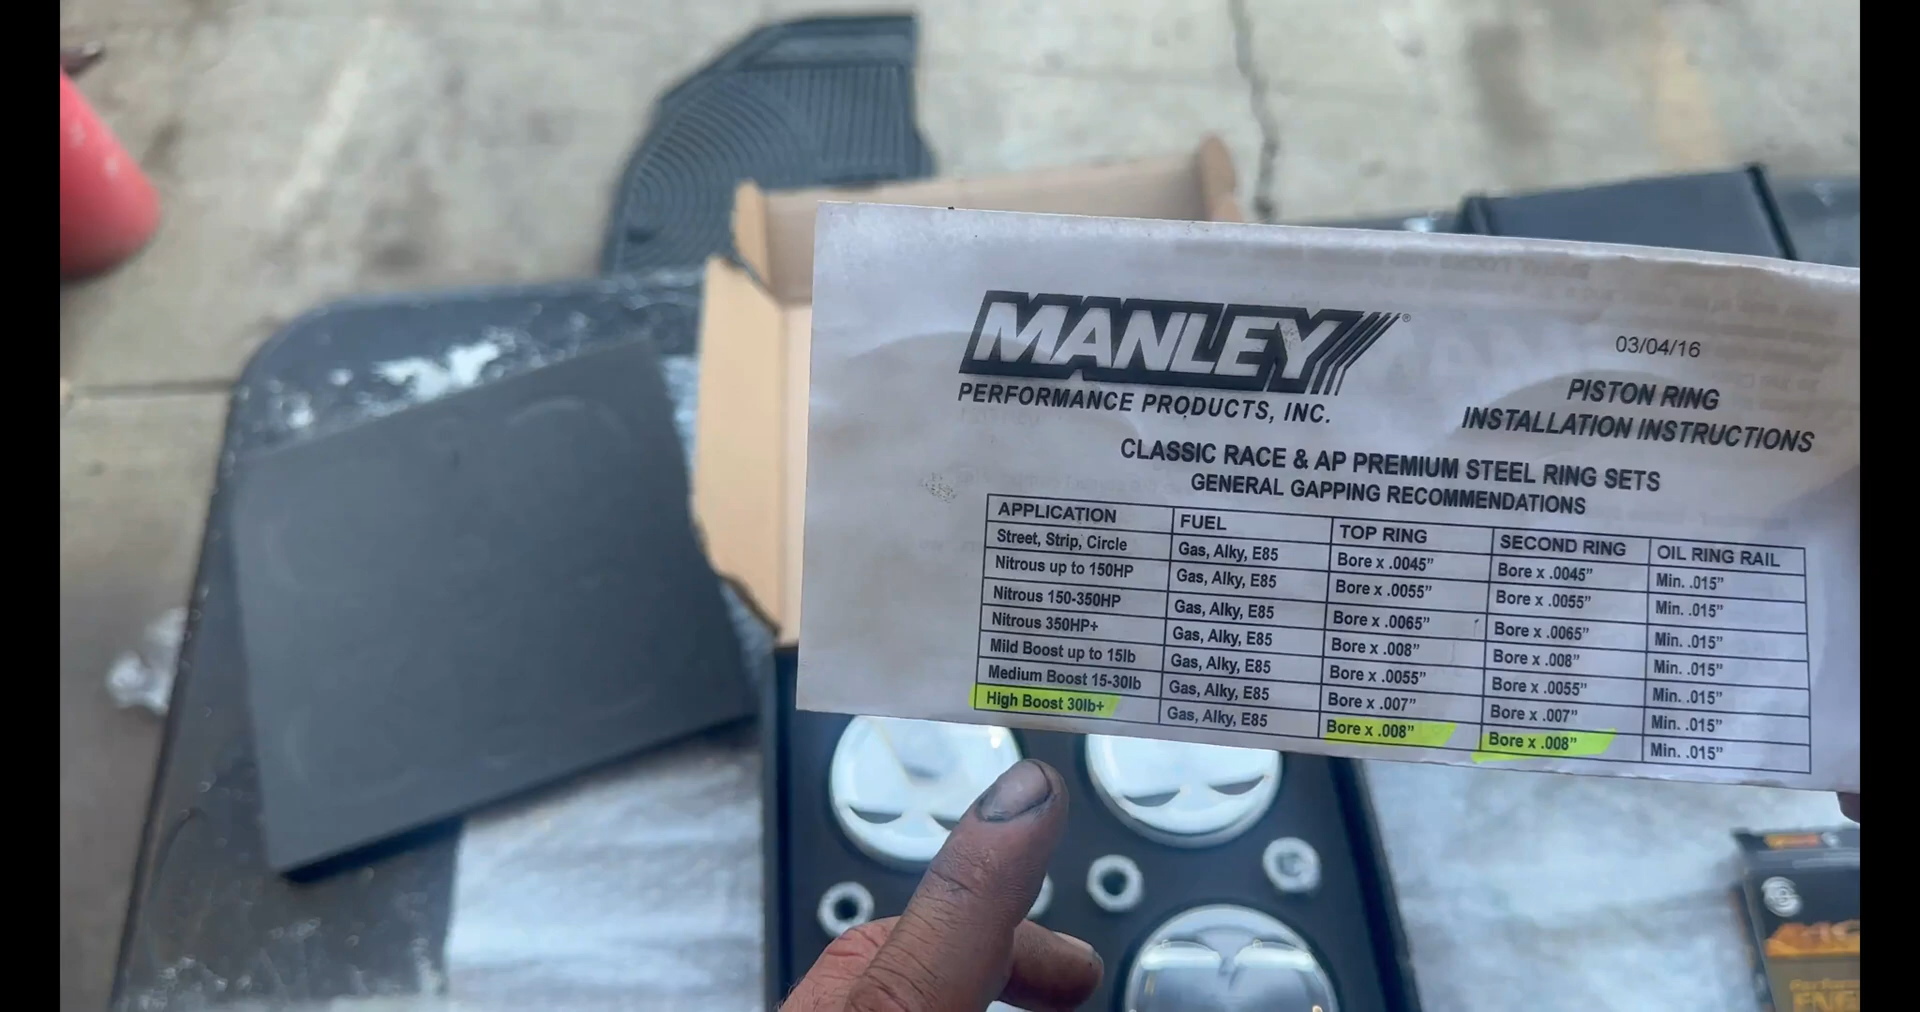 MANLEY®
PERFORMANCE PRODUCTS, INC.
03/04/16
PISTON RING
INSTALLATION INSTRUCTIONS
CLASSIC RACE & AP PREMIUM STEEL RING SETS
GENERAL GAPPING RECOMMENDATIONS
APPLICATION FUEL TOP RING SECOND RING OIL RING RAIL
Street, Strip, Circle Gas, Alky, E85 Bore x .0045" Bore x .0045" Min. .015"
Nitrous up to 150HP Gas, Alky, E85 Bore x .0055" Bore x .0055" Min. .015"
Nitrous 150-350HP Gas, Alky, E85 Bore x .0065" Bore x .0065" Min. .015"
Nitrous 350HP+ Gas, Alky, E85 Bore x .008" Bore x .008" Min. .015"
Mild Boost up to 15lb Gas, Alky, E85 Bore x .0055" Bore x .0055" Min. .015"
Medium Boost 15-30lb Gas, Alky, E85 Bore x .007" Bore x .007" Min. .015"
High Boost 30lb+ Gas, Alky, E85 Bore x .008" Bore x .008" Min. .015"